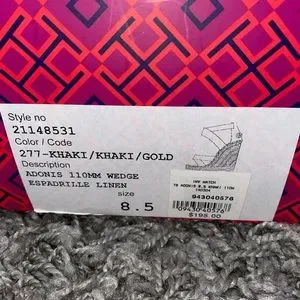 Style no
21148531
Color / Code
277-KHAKI/KHAKI/GOLD
Description
ADONIS 110MM WEDGE
ESPADRILLE LINEN
size
8.5
943040576
$195.00